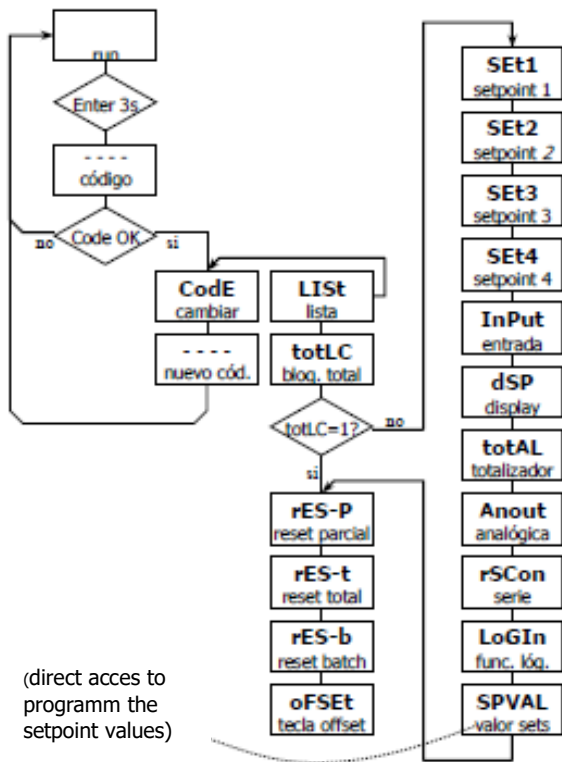 run
Enter 3s
- - - -
código
Code OK
no
si
CodE
cambiar
- - - -
nuevo cód.
LISt
lista
totLC
bloq. total
totLC=1?
no
si
rES-P
reset parcial
rES-t
reset total
rES-b
reset batch
oFSEt
tecla offset
SEt1
setpoint 1
SEt2
setpoint 2
SEt3
setpoint 3
SEt4
setpoint 4
InPut
entrada
dSP
display
totAL
totalizador
Anout
analógica
rSCon
serie
LoGIn
func. lóg.
SPVAL
valor sets
(direct acces to
programm the
setpoint values)